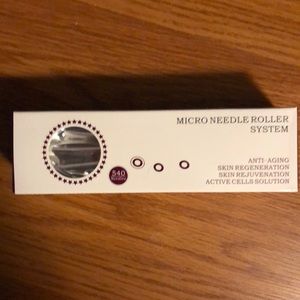 MICRO NEEDLE ROLLER
SYSTEM
ANTI-AGING
SKIN REGENERATION
SKIN REJUVENATION
ACTIVE CELLS SOLUTION
540